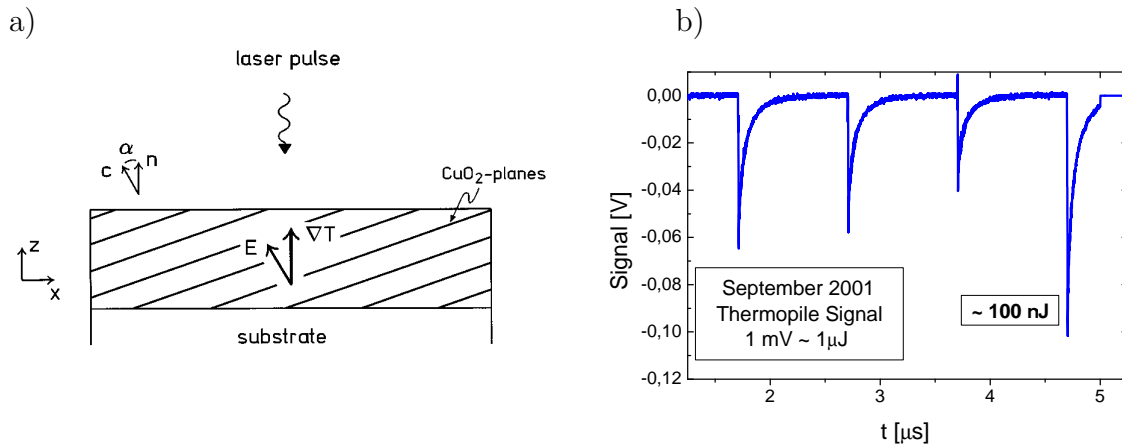 a)
laser pulse
α
c
n
CuO₂-planes
E
∇T
z
x
substrate
b)
0,00
-0,02
-0,04
-0,06
-0,08
-0,10
-0,12
Signal [V]
September 2001
Thermopile Signal
1 mV ~ 1μJ
~ 100 nJ
2
3
4
5
t [μs]